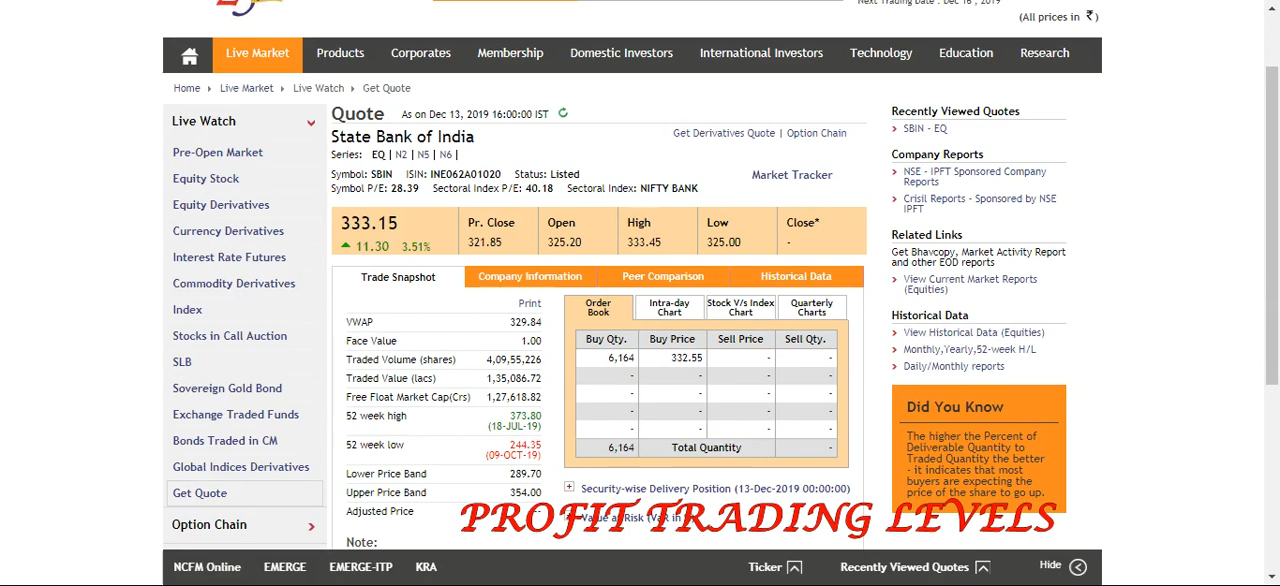 Next Trading Date : Dec 16 , 2019
(All prices in ₹ )
Live Market Products Corporates Membership Domestic Investors International Investors Technology Education Research
Home Live Market Live Watch Get Quote
Live Watch
Pre-Open Market
Equity Stock
Equity Derivatives
Currency Derivatives
Interest Rate Futures
Commodity Derivatives
Index
Stocks in Call Auction
SLB
Sovereign Gold Bond
Exchange Traded Funds
Bonds Traded in CM
Global Indices Derivatives
Get Quote
Option Chain
Quote As on Dec 13, 2019 16:00:00 IST
State Bank of India
Get Derivatives Quote | Option Chain
Series: EQ | N2 | N5 | N6 |
Symbol: SBIN ISIN: INE062A01020 Status: Listed
Market Tracker
Symbol P/E: 28.39 Sectoral Index P/E: 40.18 Sectoral Index: NIFTY BANK
333.15 Pr. Close Open High Low Close*
11.30 3.51% 321.85 325.20 333.45 325.00 -
Trade Snapshot Company Information Peer Comparison Historical Data
Print
VWAP 329.84
Face Value 1.00
Traded Volume (shares) 4,09,55,226
Traded Value (lacs) 1,35,086.72
Free Float Market Cap(Crs) 1,27,618.82
52 week high 373.80
(18-JUL-19)
52 week low 244.35
(09-OCT-19)
Lower Price Band 289.70
Upper Price Band 354.00
Adjusted Price -
Note:
Order Book Intra-day Chart Stock V/s Index Chart Quarterly Charts
Buy Qty. Buy Price Sell Price Sell Qty.
6,164 332.55 - -
- - - -
- - - -
- - - -
- - - -
6,164 Total Quantity -
Security-wise Delivery Position (13-Dec-2019 00:00:00)
Value at Risk (VaR in
PROFIT TRADING LEVELS
Recently Viewed Quotes
SBIN - EQ
Company Reports
NSE - IPFT Sponsored Company
Reports
Crisil Reports - Sponsored by NSE
IPFT
Related Links
Get Bhavcopy, Market Activity Report
and other EOD reports
View Current Market Reports
(Equities)
Historical Data
View Historical Data (Equities)
Monthly,Yearly,52-week H/L
Daily/Monthly reports
Did You Know
The higher the Percent of
Deliverable Quantity to
Traded Quantity the better
- it indicates that most
buyers are expecting the
price of the share to go up.
NCFM Online EMERGE EMERGE-ITP KRA Ticker Recently Viewed Quotes Hide